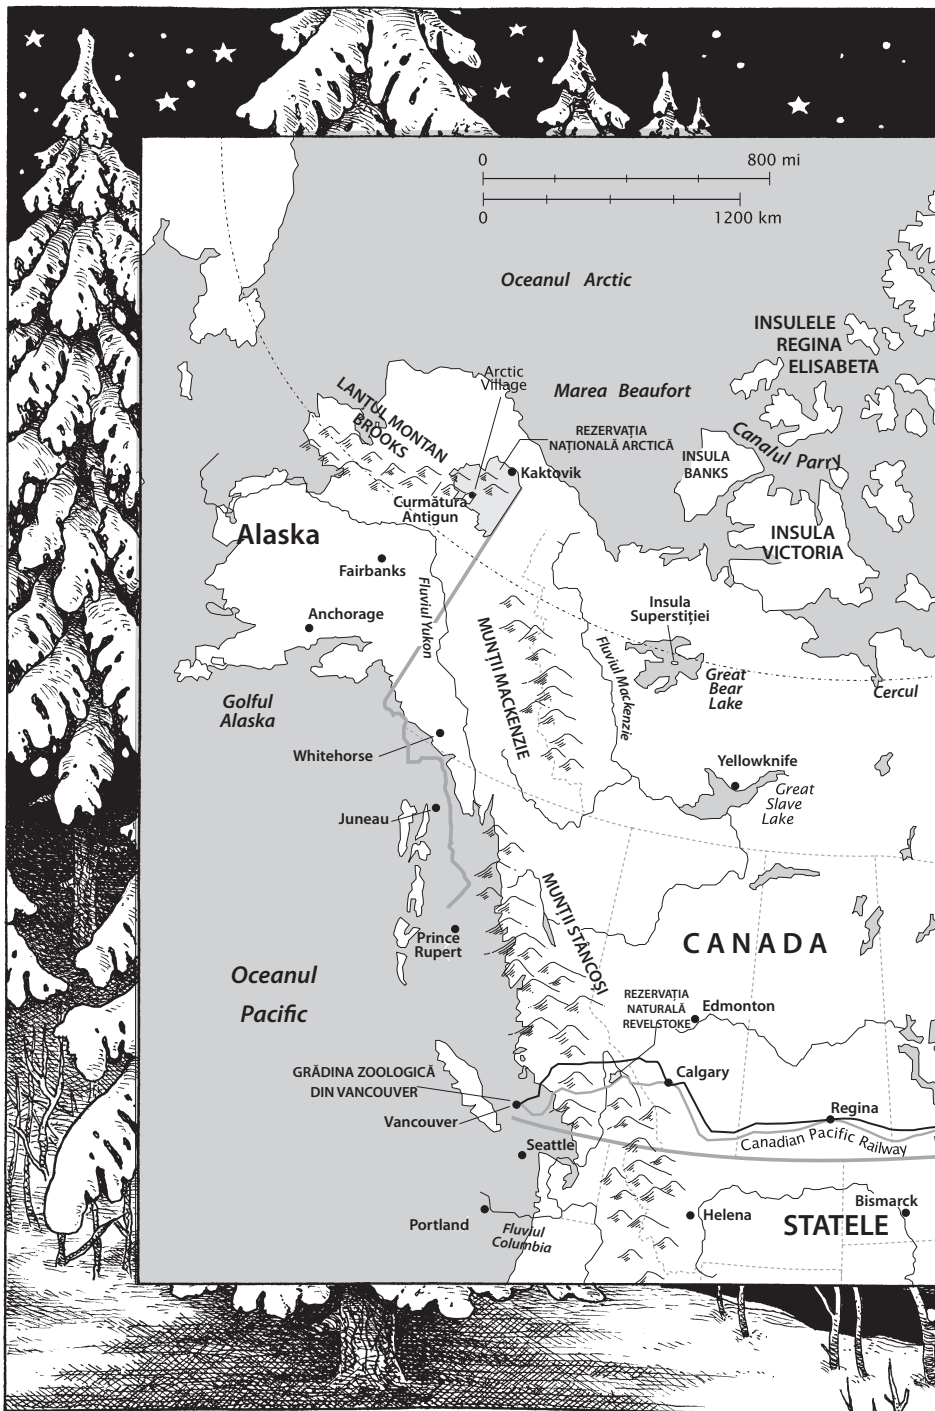 0 800 mi
0 1200 km
Oceanul Arctic
INSULELE
REGINA
ELISABETA
Arctic
Village
Marea Beaufort
LANȚUL MONTAN
BROOKS
REZERVAȚIA
NAȚIONALĂ ARCTICĂ
Canalul Parry
INSULA
BANKS
Kaktovik
Curmătura
Antigun
Alaska
INSULA
VICTORIA
Fairbanks
Fluviul Yukon
Anchorage
Insula
Superstiției
MUNȚII MACKENZIE
Fluviul Mackenzie
Great
Bear
Lake
Cercul
Golful
Alaska
Whitehorse
Yellowknife
Great
Slave
Lake
Juneau
MUNȚII STÂNCOȘI
Prince
Rupert
CANADA
Oceanul
Pacific
REZERVAȚIA
NATURALĂ
REVELSTOKE
Edmonton
GRĂDINA ZOOLOGICĂ
DIN VANCOUVER
Calgary
Vancouver
Regina
Canadian Pacific Railway
Seattle
Bismarck
Portland
Fluviul
Columbia
Helena
STATELE